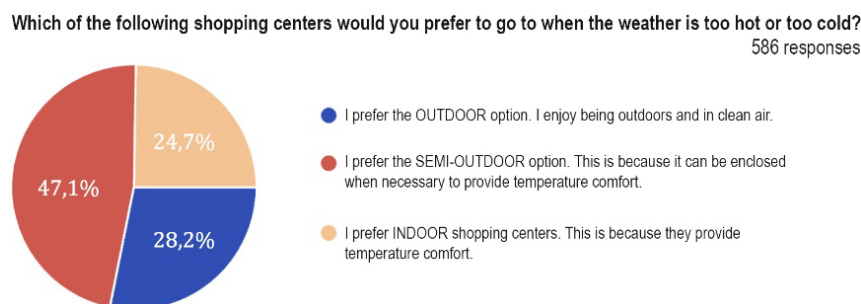 Which of the following shopping centers would you prefer to go to when the weather is too hot or too cold?
586 responses
24,7%
47,1%
28,2%
I prefer the OUTDOOR option. I enjoy being outdoors and in clean air.
I prefer the SEMI-OUTDOOR option. This is because it can be enclosed
when necessary to provide temperature comfort.
I prefer INDOOR shopping centers. This is because they provide
temperature comfort.